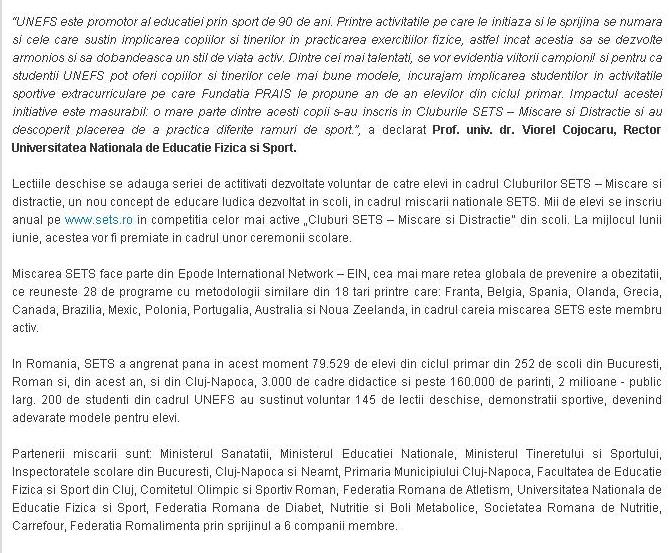 "UNEFS este promotor al educatiei prin sport de 90 de ani. Printre activitatile pe care le initiaza si le sprijina se numara
si cele care sustin implicarea copiilor si tinerilor in practicarea exercitiilor fizice, astfel incat acestia sa se dezvolte
armonios si sa dobandeasca un stil de viata activ. Dintre cei mai talentati, se vor evidentia viitorii campionil si pentru ca
studentii UNEFS pot oferi copiilor si tinerilor cele mai bune modele, incurajam implicarea studentilor in activitatile
sportive extracurriculare pe care Fundatia PRAIS le propune an de an elevilor din ciclul primar. Impactul acestei
initiative este masurabil: o mare parte dintre acesti copii s-au inscris in Cluburile SETS – Miscare si Distractie si au
descoperit placerea de a practica diferite ramuri de sport.", a declarat Prof. univ. dr. Viorel Cojocaru, Rector
Universitatea Nationala de Educatie Fizica si Sport.
Lectiile deschise se adauga seriei de actitivati dezvoltate voluntar de catre elevi in cadrul Cluburilor SETS – Miscare si
distractie, un nou concept de educare ludica dezvoltat in scoli, in cadrul miscarii nationale SETS. Mii de elevi se inscriu
anual pe www.sets.ro in competitia celor mai active „Cluburi SETS – Miscare si Distractie" din scoli. La mijlocul lunii
iunie, acestea vor fi premiate in cadrul unor ceremonii scolare.
Miscarea SETS face parte din Epode International Network – EIN, cea mai mare retea globala de prevenire a obezitatii,
ce reuneste 28 de programe cu metodologii similare din 18 tari printre care: Franta, Belgia, Spania, Olanda, Grecia,
Canada, Brazilia, Mexic, Polonia, Portugalia, Australia si Noua Zeelanda, in cadrul careia miscarea SETS este membru
activ.
In Romania, SETS a angrenat pana in acest moment 79.529 de elevi din ciclul primar din 252 de scoli din Bucuresti,
Roman si, din acest an, si din Cluj-Napoca, 3.000 de cadre didactice si peste 160.000 de parinti, 2 milioane - public
larg. 200 de studenti din cadrul UNEFS au sustinut voluntar 145 de lectii deschise, demonstratii sportive, devenind
adevarate modele pentru elevi.
Partenerii miscarii sunt: Ministerul Sanatatii, Ministerul Educatiei Nationale, Ministerul Tineretului si Sportului,
Inspectoratele scolare din Bucuresti, Cluj-Napoca si Neamt, Primaria Municipiului Cluj-Napoca, Facultatea de Educatie
Fizica si Sport din Cluj, Comitetul Olimpic si Sportiv Roman, Federatia Romana de Atletism, Universitatea Nationala de
Educatie Fizica si Sport, Federatia Romana de Diabet, Nutritie si Boli Metabolice, Societatea Romana de Nutritie,
Carrefour, Federatia Romalimenta prin sprijinul a 6 companii membre.